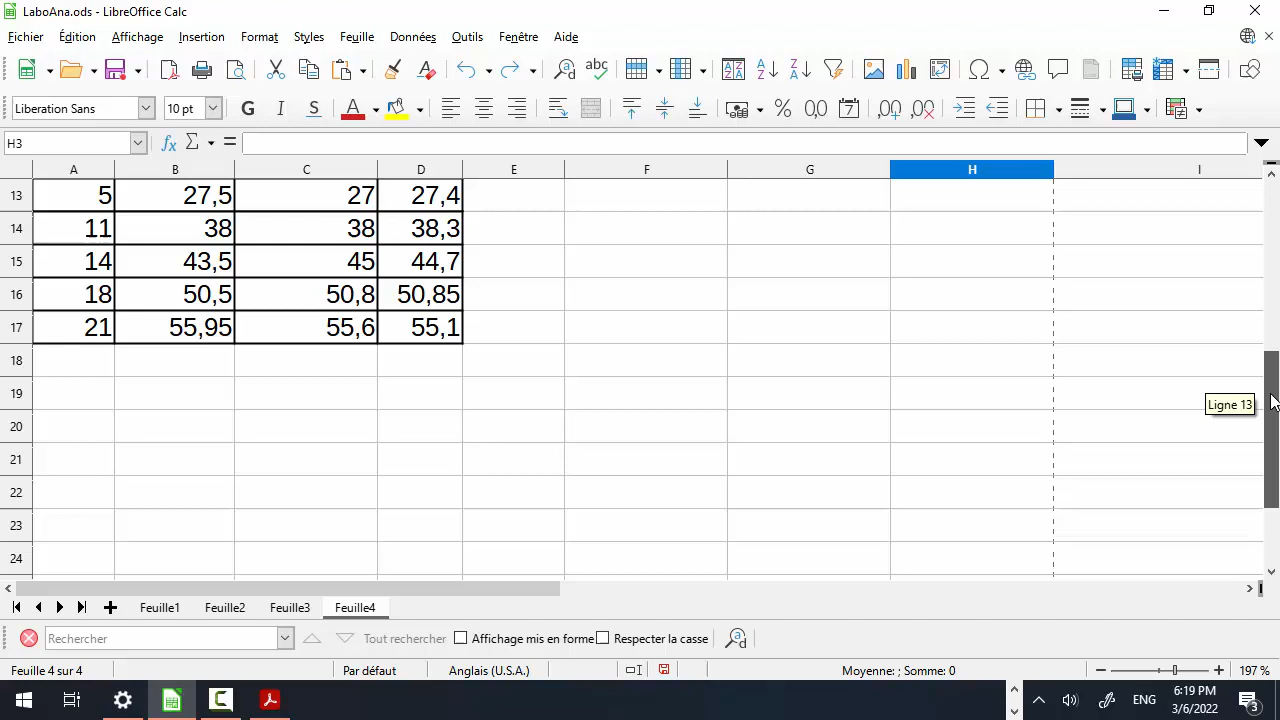 LaboAna.ods - LibreOffice Calc
Fichier Édition Affichage Insertion Format Styles Feuille Données Outils Fenêtre Aide
Liberation Sans 10 pt G I S A
H3 fx Σ =
A B C D E F G H I
13 5 27,5 27 27,4
14 11 38 38 38,3
15 14 43,5 45 44,7
16 18 50,5 50,8 50,85
17 21 55,95 55,6 55,1
18
19
Ligne 13
20
21
22
23
24
Feuille1 Feuille2 Feuille3 Feuille4
Rechercher Tout rechercher Affichage mis en forme Respecter la casse
Feuille 4 sur 4 Par défaut Anglais (U.S.A.) Moyenne: ; Somme: 0 197 %
ENG 6:19 PM
3/6/2022 3